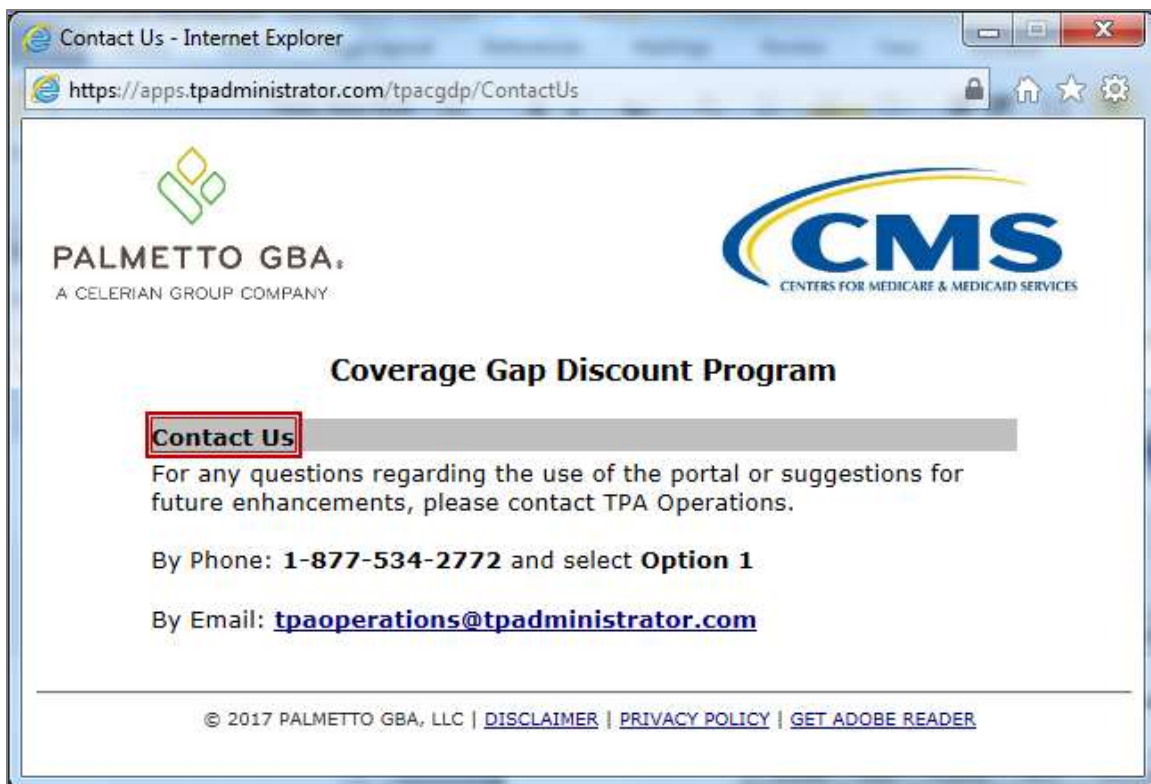 Contact Us - Internet Explorer
https://apps.tpadministrator.com/tpacgdp/ContactUs
PALMETTO GBA®
A CELERIAN GROUP COMPANY
CMS
CENTERS FOR MEDICARE & MEDICAID SERVICES
Coverage Gap Discount Program
Contact Us
For any questions regarding the use of the portal or suggestions for
future enhancements, please contact TPA Operations.
By Phone: 1-877-534-2772 and select Option 1
By Email: tpaoperations@tpadministrator.com
© 2017 PALMETTO GBA, LLC | DISCLAIMER | PRIVACY POLICY | GET ADOBE READER